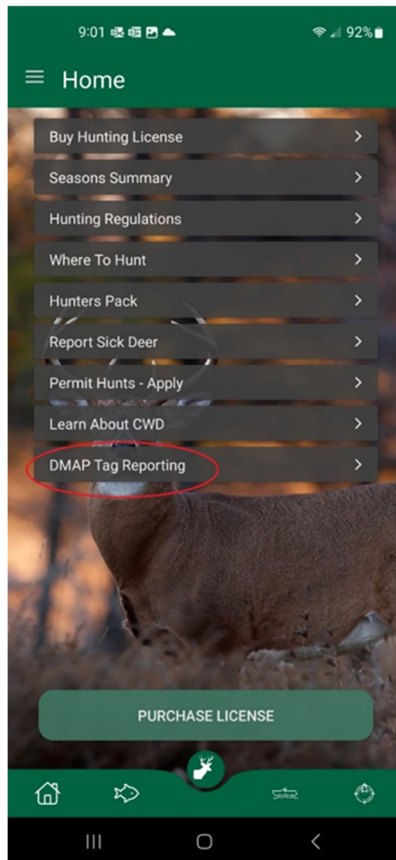 9:01 92%
Home
Buy Hunting License
Seasons Summary
Hunting Regulations
Where To Hunt
Hunters Pack
Report Sick Deer
Permit Hunts - Apply
Learn About CWD
DMAP Tag Reporting
PURCHASE LICENSE